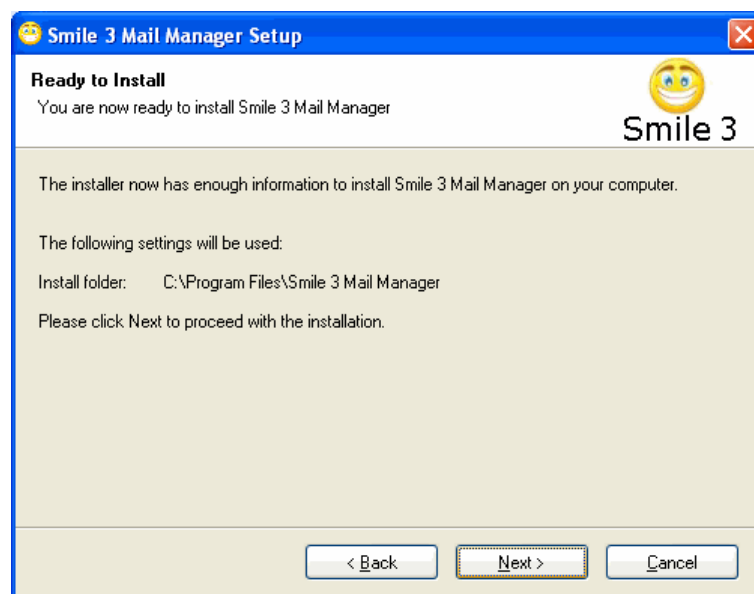 Smile 3 Mail Manager Setup
Ready to Install
You are now ready to install Smile 3 Mail Manager
Smile 3
The installer now has enough information to install Smile 3 Mail Manager on your computer.
The following settings will be used:
Install folder: C:\Program Files\Smile 3 Mail Manager
Please click Next to proceed with the installation.
< Back Next > Cancel